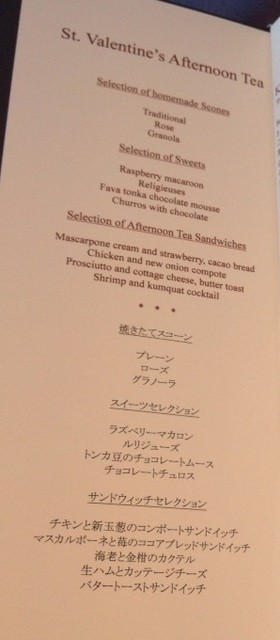 St. Valentine's Afternoon Tea
Selection of homemade Scones
Traditional
Rose
Granola
Selection of Sweets
Raspberry macaroon
Religieuses
Fava tonka chocolate mousse
Churros with chocolate
Selection of Afternoon Tea Sandwiches
Mascarpone cream and strawberry, cacao bread
Chicken and new onion compote
Prosciutto and cottage cheese, butter toast
Shrimp and kumquat cocktail
* * *
焼きたてスコーン
プレーン
ローズ
グラノーラ
スイーツセレクション
ラズベリーマカロン
ルリジューズ
トンカ豆のチョコレートムース
チョコレートチュロス
サンドウィッチセレクション
チキンと新玉葱のコンポートサンドイッチ
マスカルポーネと苺のココアブレッドサンドイッチ
海老と金柑のカクテル
生ハムとカッテージチーズ
バタートーストサンドイッチ